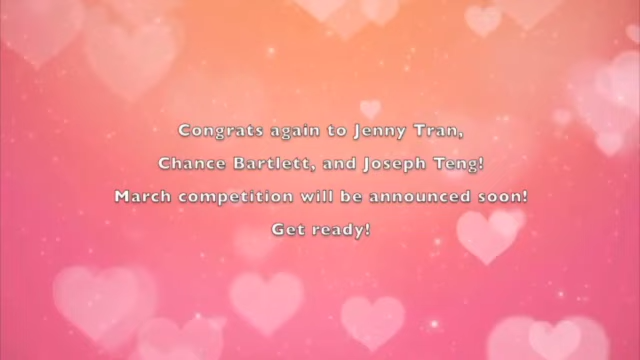 Congrats again to Jenny Tran,
Chance Bartlett, and Joseph Teng!
March competition will be announced soon!
Get ready!